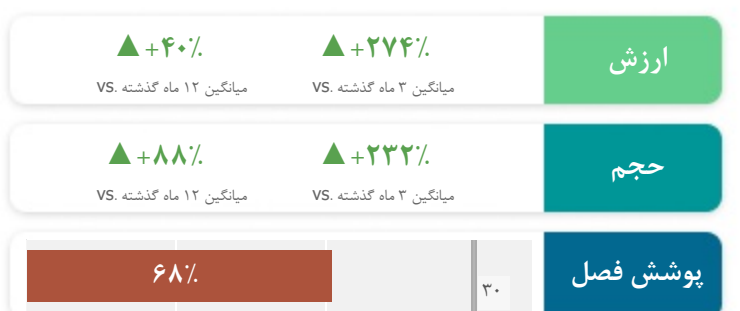 ارزش
+۲۷۴٪ +۴۰٪
میانگین ۳ ماه گذشته .VS میانگین ۱۲ ماه گذشته .VS
حجم
+۲۳۲٪ +۸۸٪
میانگین ۳ ماه گذشته .VS میانگین ۱۲ ماه گذشته .VS
پوشش فصل
۶۸٪
۳۰